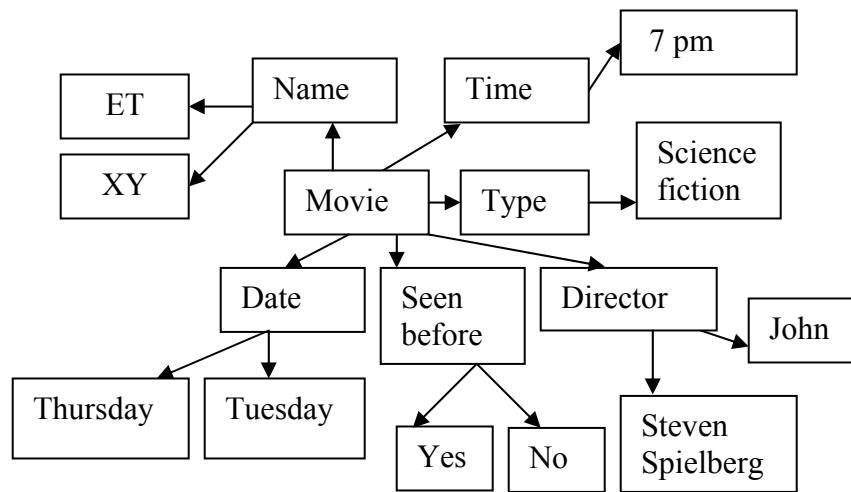 7 pm
Name
Time
ET
XY
Science
fiction
Movie
Type
Date
Seen
before
Director
John
Thursday
Tuesday
Yes
No
Steven
Spielberg